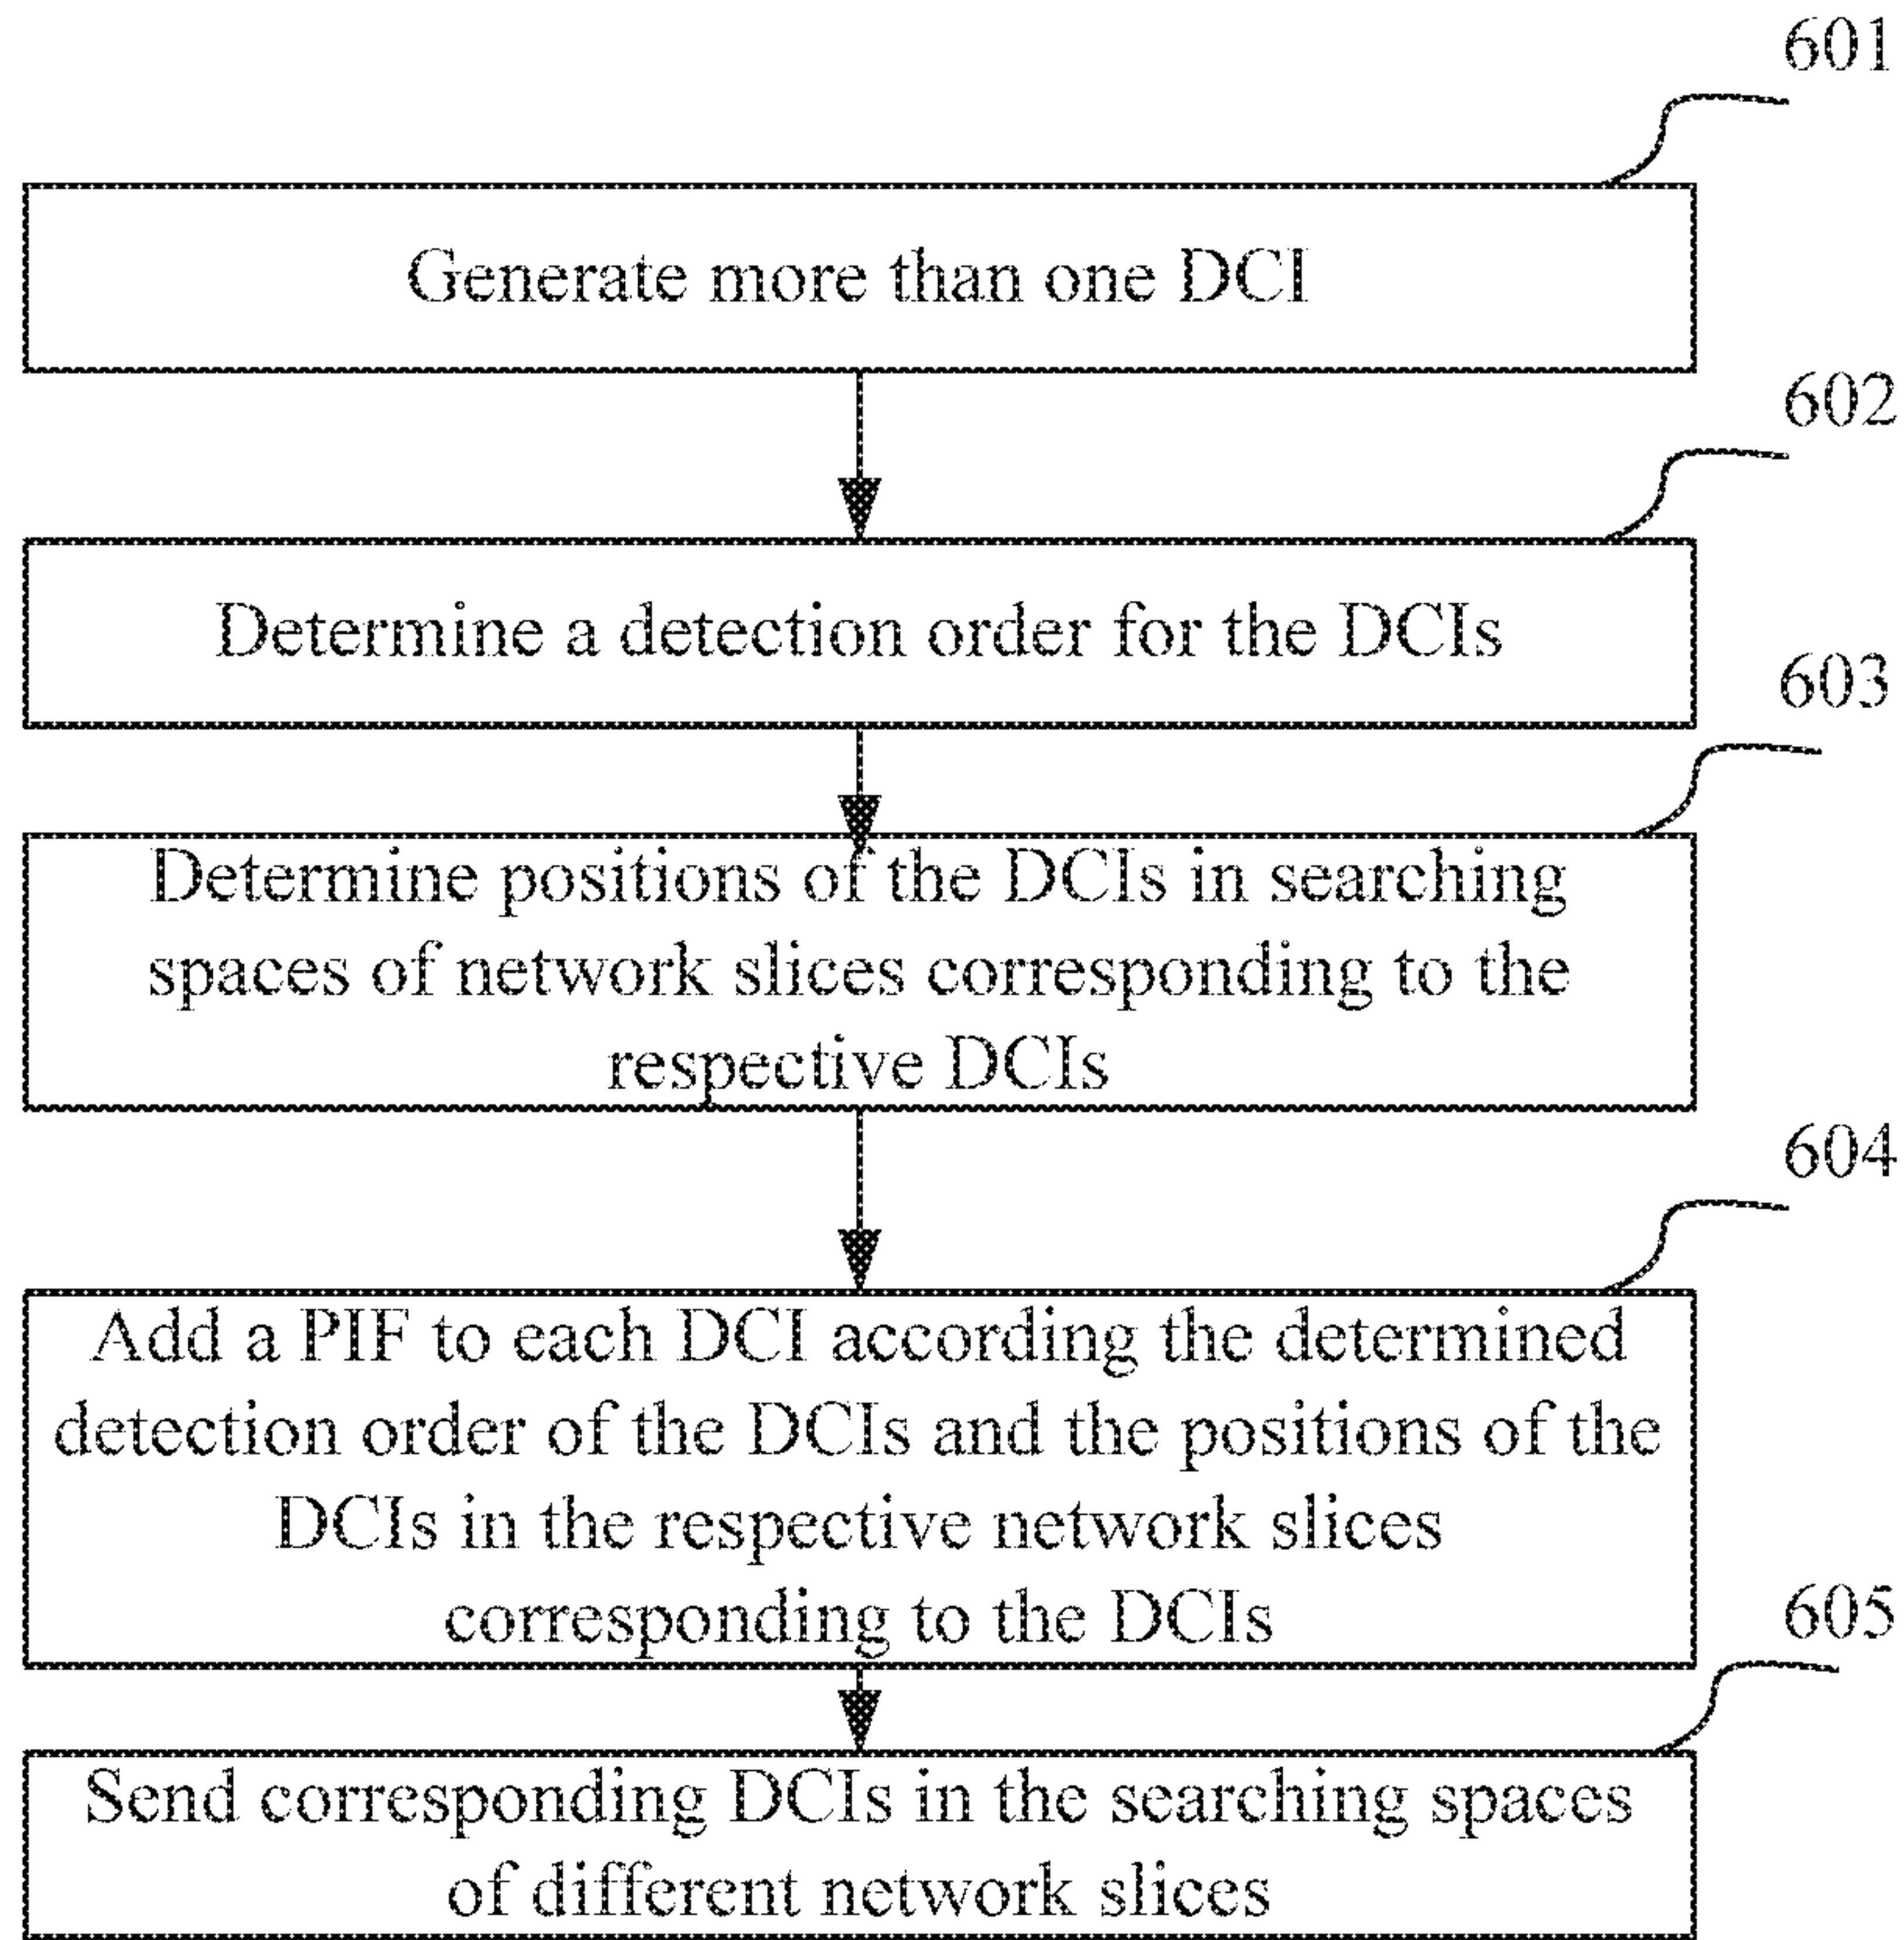 601
Generate more than one DCI
602
Determine a detection order for the DCIs
603
Determine positions of the DCIs in searching
spaces of network slices corresponding to the
respective DCIs
604
Add a PIF to each DCI according the determined
detection order of the DCIs and the positions of the
DCIs in the respective network slices
corresponding to the DCIs
605
Send corresponding DCIs in the searching spaces
of different network slices